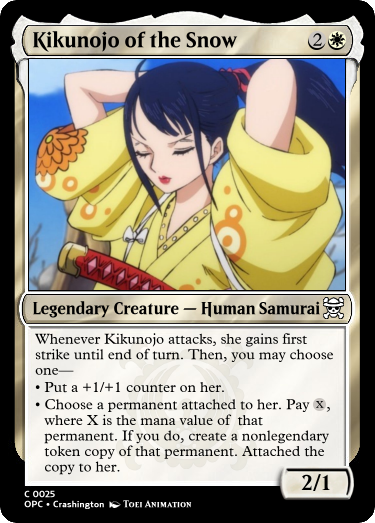 Kikunojo of the Snow 2
Legendary Creature — Human Samurai
Whenever Kikunojo attacks, she gains first
strike until end of turn. Then, you may choose
one—
• Put a +1/+1 counter on her.
• Choose a permanent attached to her. Pay X,
where X is the mana value of that
permanent. If you do, create a nonlegendary
token copy of that permanent. Attached the
copy to her.
2/1
C 0025
OPC • Crashington TOEI ANIMATION